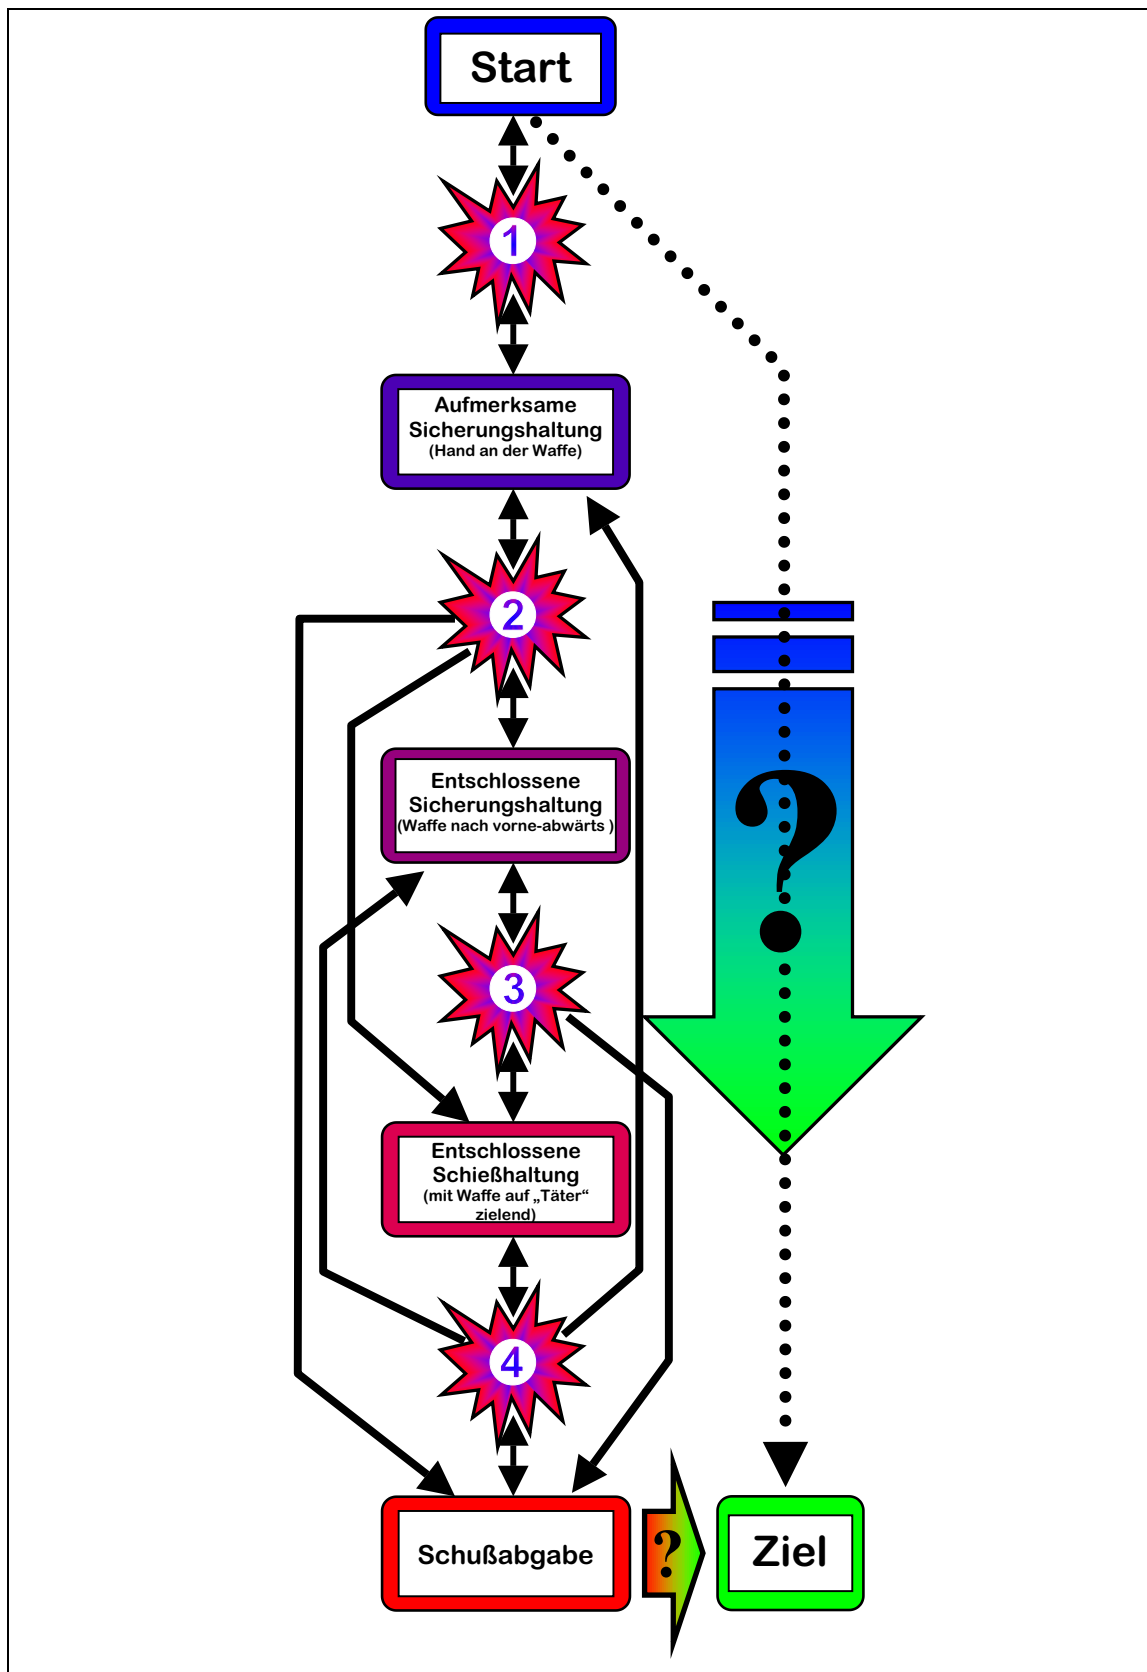 Start
1
Aufmerksame
Sicherungshaltung
(Hand an der Waffe)
2
Entschlossene
Sicherungshaltung
(Waffe nach vorne-abwärts )
?
3
Entschlossene
Schießhaltung
(mit Waffe auf „Täter“
zielend)
4
Schußabgabe
?
Ziel